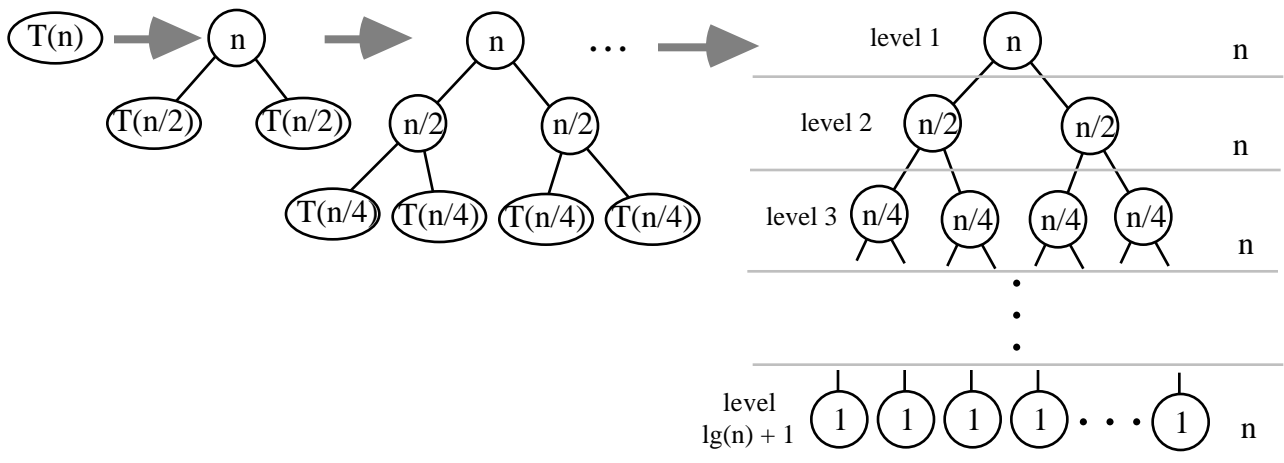 T(n) n n … level 1 n n
T(n/2) T(n/2) n/2 n/2 level 2 n/2 n/2 n
T(n/4) T(n/4) T(n/4) T(n/4) level 3 n/4 n/4 n/4 n/4 n
level
lg(n) + 1 1 1 1 1 1 n